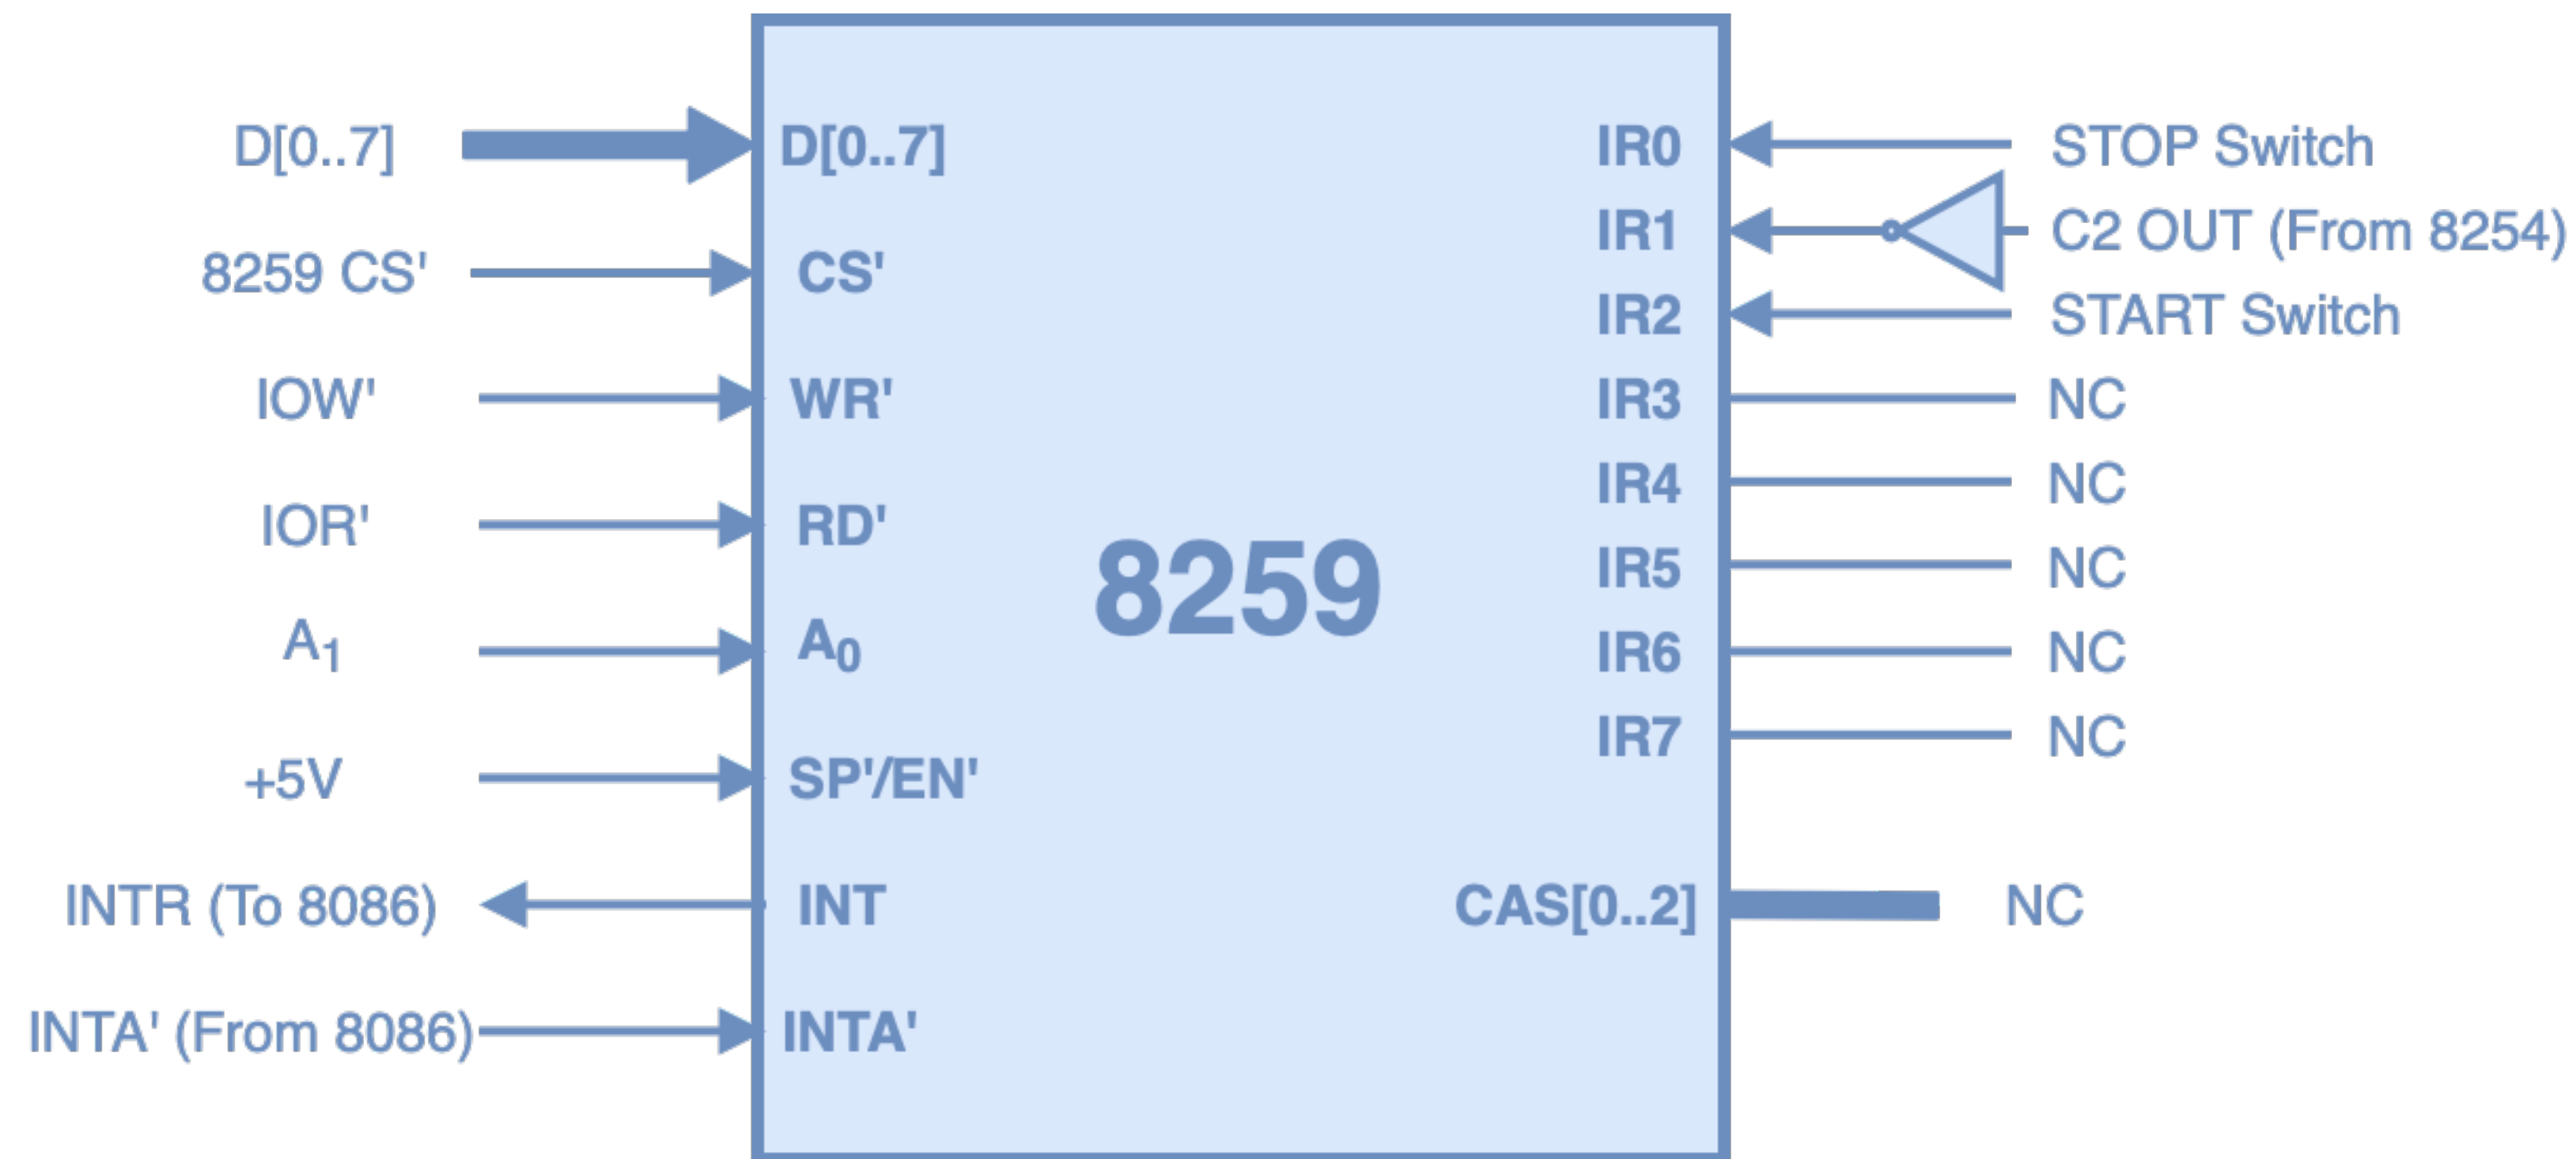 D[0..7] D[0..7] IR0 STOP Switch
IR1 C2 OUT (From 8254)
8259 CS' CS'
IR2 START Switch
IOW' WR' IR3 NC
IR4 NC
IOR' RD'
IR5 NC
8259
A1 A0 IR6 NC
IR7 NC
+5V SP'/EN'
INTR (To 8086) INT CAS[0..2] NC
INTA' (From 8086) INTA'